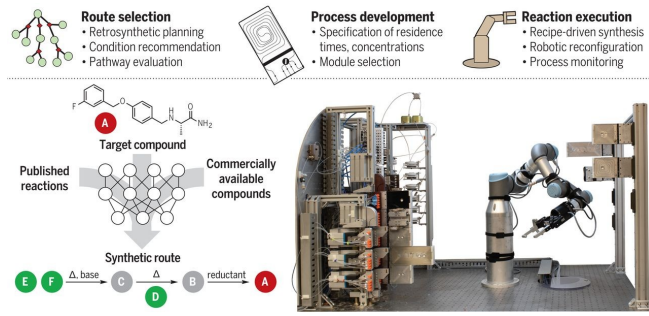 Route selection
• Retrosynthetic planning
• Condition recommendation
• Pathway evaluation
Process development
• Specification of residence
times, concentrations
• Module selection
Reaction execution
• Recipe-driven synthesis
• Robotic reconfiguration
• Process monitoring
F
O
H
N
O
NH₂
A
Target compound
Published
reactions
Commercially
available
compounds
Synthetic route
E F Δ, base C Δ B reductant A
D